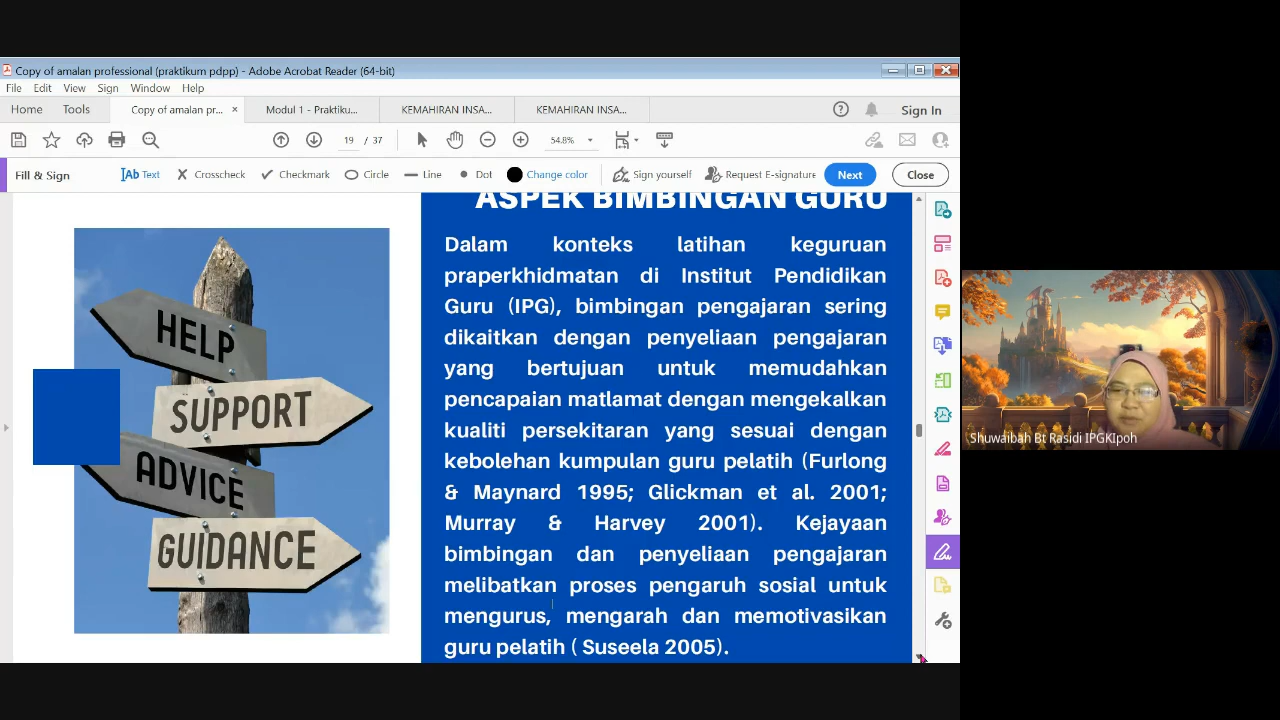 Copy of amalan professional (praktikum pdpp) - Adobe Acrobat Reader (64-bit)
File Edit View Sign Window Help
Home Tools Copy of amalan pr... × Modul 1 - Praktiku... KEMAHIRAN INSA... KEMAHIRAN INSA... Sign In
19 / 37 54.8%
Fill & Sign Ab Text Crosscheck Checkmark Circle Line Dot Change color Sign yourself Request E-signature Next Close
ASPEK BIMBINGAN GURU
Dalam konteks latihan keguruan
praperkhidmatan di Institut Pendidikan
Guru (IPG), bimbingan pengajaran sering
dikaitkan dengan penyeliaan pengajaran
yang bertujuan untuk memudahkan
pencapaian matlamat dengan mengekalkan
kualiti persekitaran yang sesuai dengan
kebolehan kumpulan guru pelatih (Furlong
& Maynard 1995; Glickman et al. 2001;
Murray & Harvey 2001). Kejayaan
bimbingan dan penyeliaan pengajaran
melibatkan proses pengaruh sosial untuk
mengurus, mengarah dan memotivasikan
guru pelatih ( Suseela 2005).
HELP
SUPPORT
ADVICE
GUIDANCE
Shuwaibah Bt Rasidi IPGKIpoh